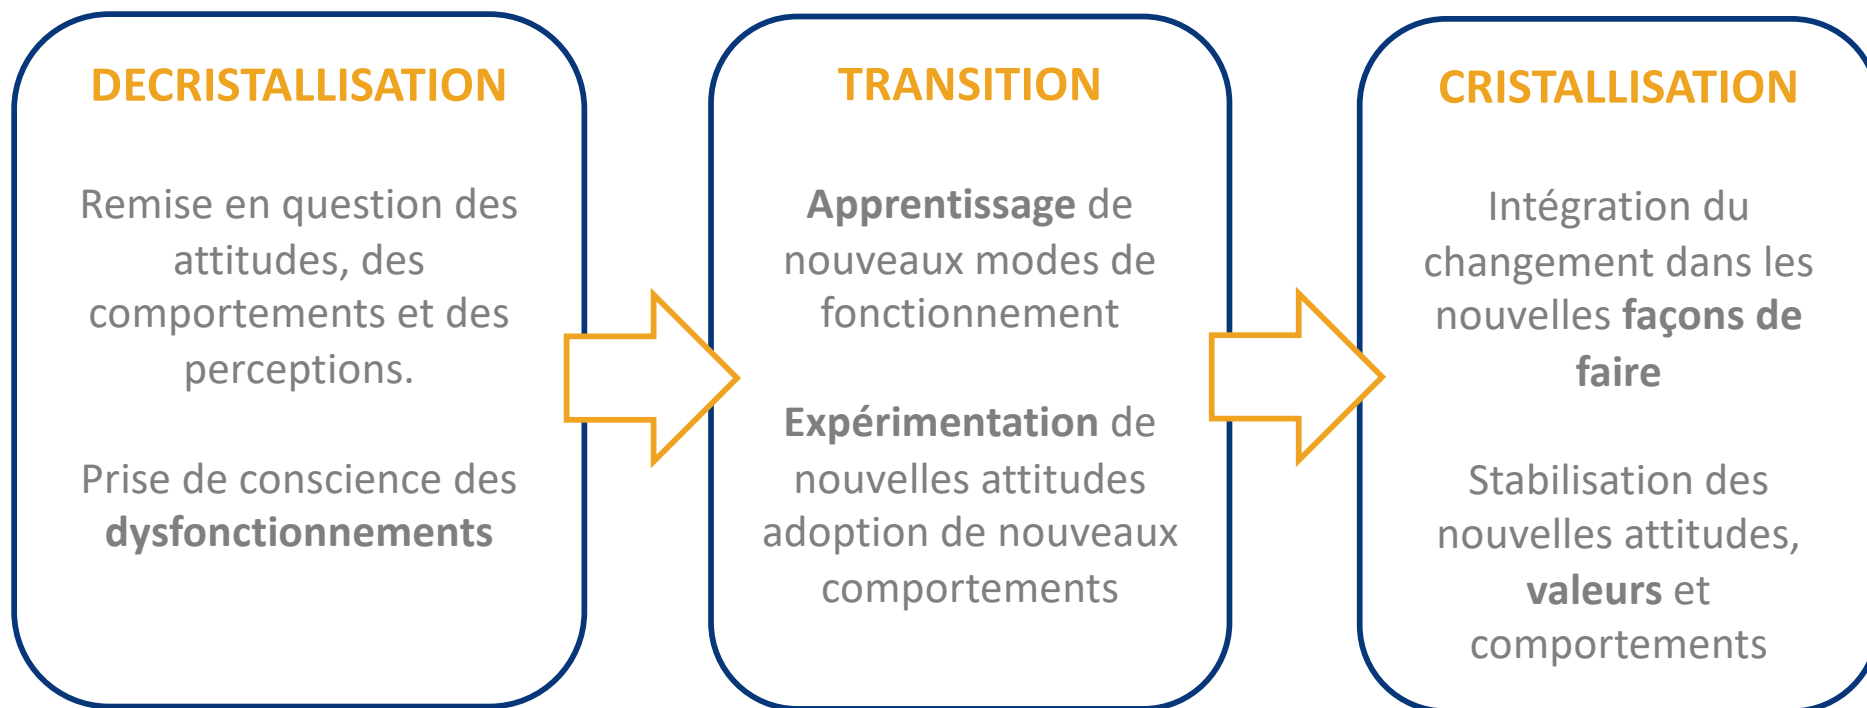 DECRISTALLISATION
Remise en question des
attitudes, des
comportements et des
perceptions.
Prise de conscience des
dysfonctionnements
TRANSITION
Apprentissage de
nouveaux modes de
fonctionnement
Expérimentation de
nouvelles attitudes
adoption de nouveaux
comportements
CRISTALLISATION
Intégration du
changement dans les
nouvelles façons de
faire
Stabilisation des
nouvelles attitudes,
valeurs et
comportements